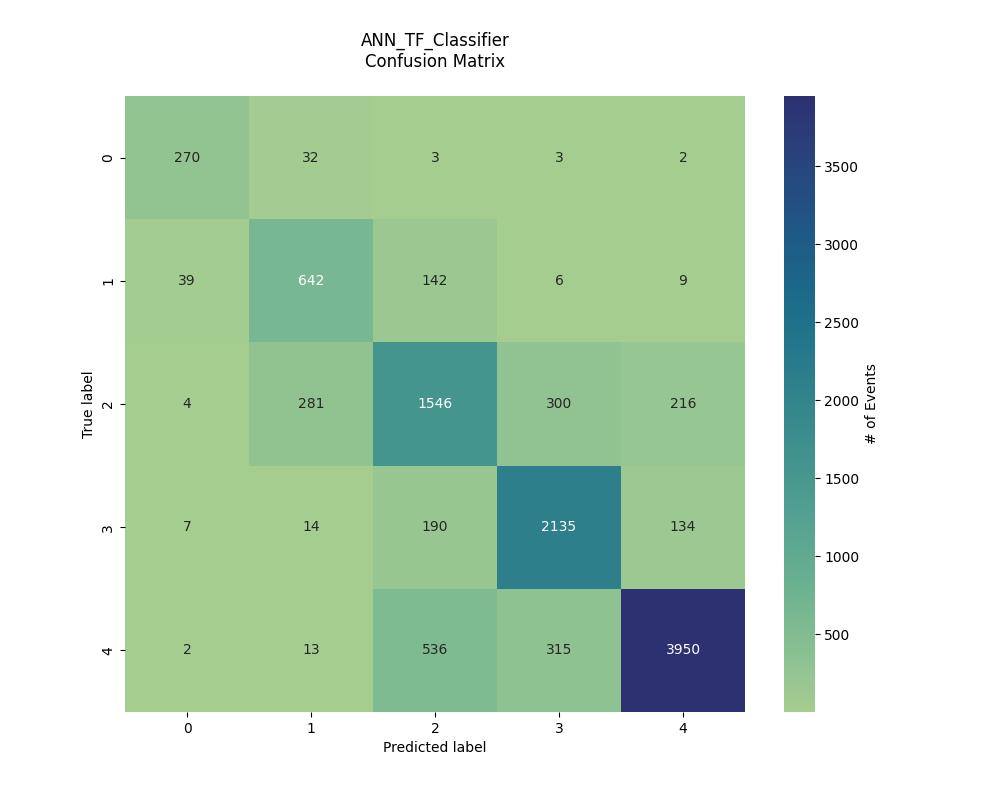 ANN_TF_Classifier
Confusion Matrix
0 270 32 3 3 2
1 39 642 142 6 9
2 4 281 1546 300 216
3 7 14 190 2135 134
4 2 13 536 315 3950
0 1 2 3 4
Predicted label
True label
3500
3000
2500
2000
1500
1000
500
# of Events